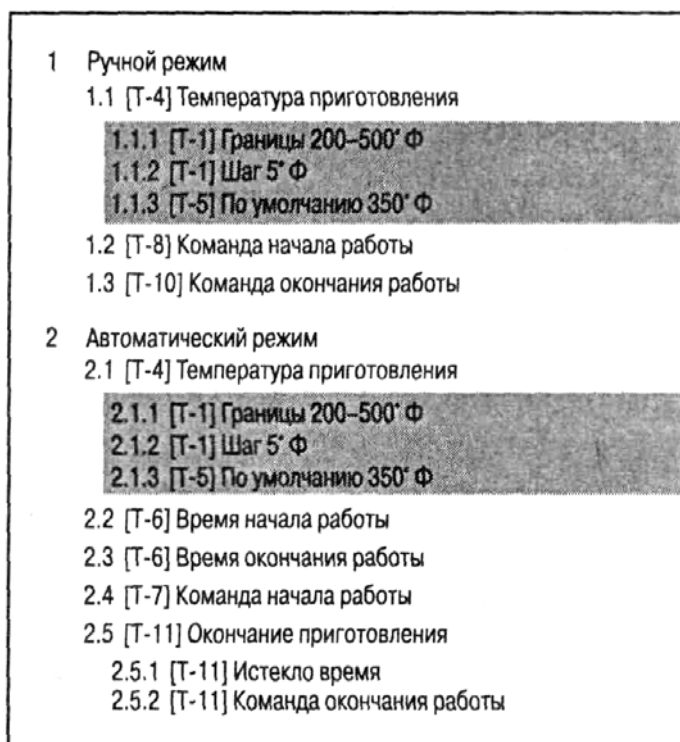 1 Ручной режим
1.1 [Т-4] Температура приготовления
1.1.1 [Т-1] Границы 200–500° Ф
1.1.2 [Т-1] Шаг 5° Ф
1.1.3 [Т-5] По умолчанию 350° Ф
1.2 [Т-8] Команда начала работы
1.3 [Т-10] Команда окончания работы
2 Автоматический режим
2.1 [Т-4] Температура приготовления
2.1.1 [Т-1] Границы 200–500° Ф
2.1.2 [Т-1] Шаг 5° Ф
2.1.3 [Т-5] По умолчанию 350° Ф
2.2 [Т-6] Время начала работы
2.3 [Т-6] Время окончания работы
2.4 [Т-7] Команда начала работы
2.5 [Т-11] Окончание приготовления
2.5.1 [Т-11] Истекло время
2.5.2 [Т-11] Команда окончания работы